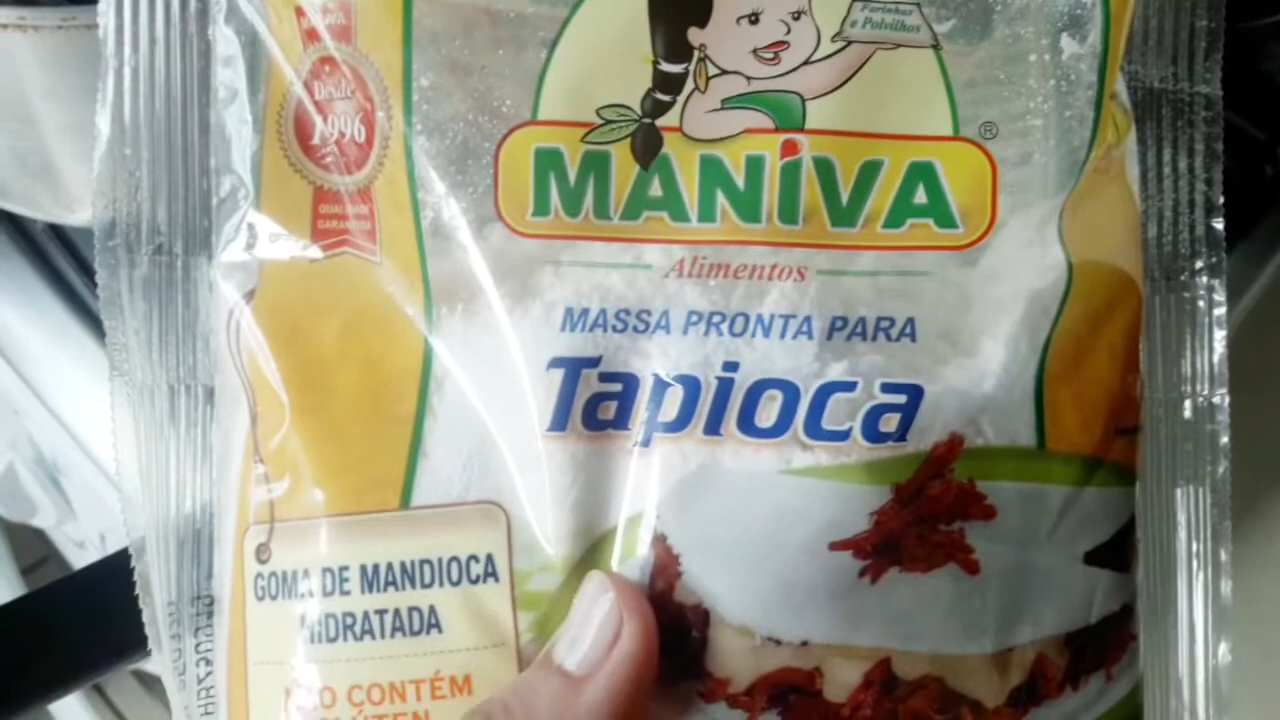 MANIVA
Desde
1996
QUALIDADE
GARANTIDA
Farinhas
e Polvilhos
MANIVA
®
Alimentos
MASSA PRONTA PARA
Tapioca
GOMA DE MANDIOCA
HIDRATADA
NÃO CONTÉM
GLÚTEN